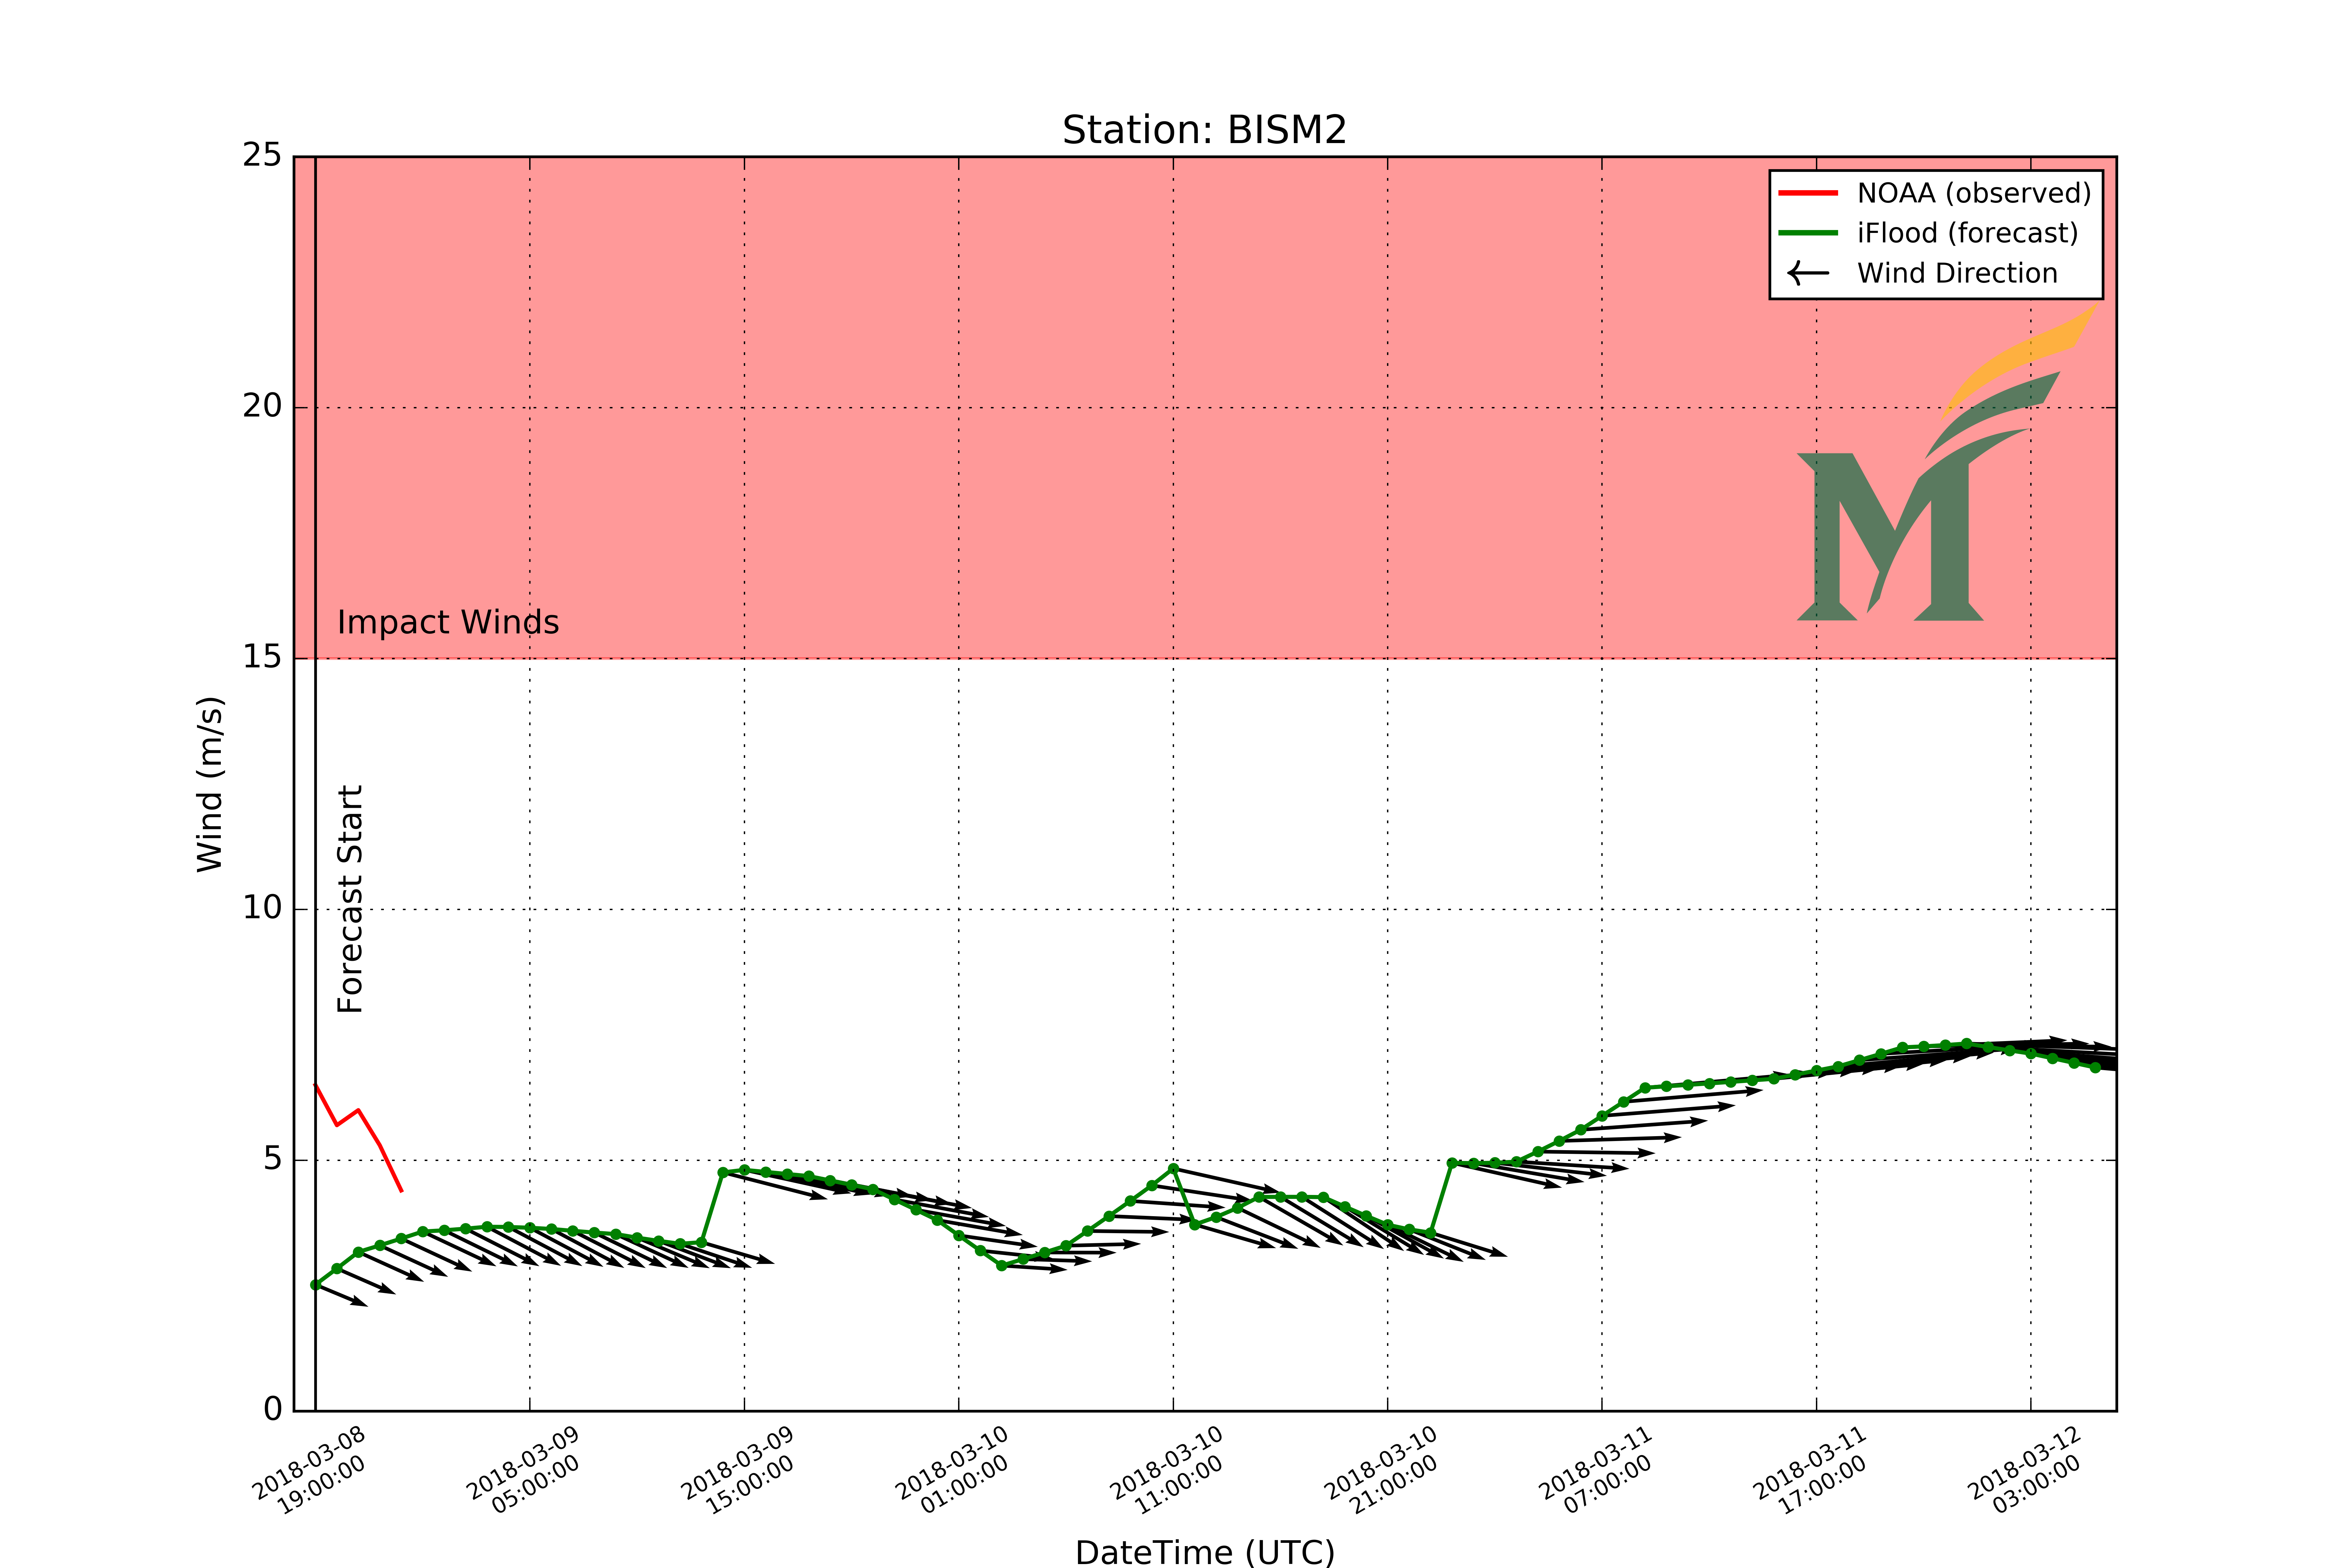 Station: BISM2
25
20
15
10
5
0
Wind (m/s)
NOAA (observed)
iFlood (forecast)
Wind Direction
M
Impact Winds
Forecast Start
2018-03-08
19:00:00
2018-03-09
05:00:00
2018-03-09
15:00:00
2018-03-10
01:00:00
2018-03-10
11:00:00
2018-03-10
21:00:00
2018-03-11
07:00:00
2018-03-11
17:00:00
2018-03-12
03:00:00
DateTime (UTC)